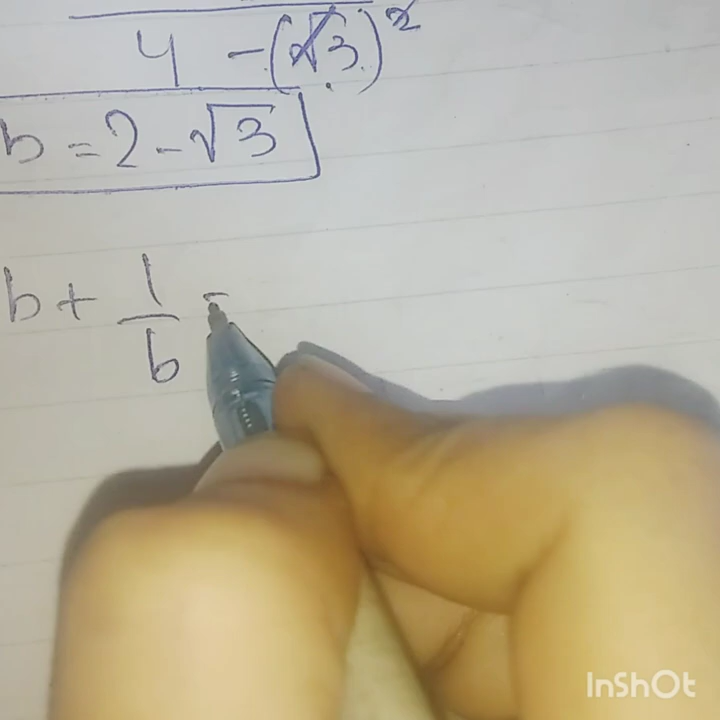 4 - (√3)²
b = 2 - √3
b + 1/b =
InShOt